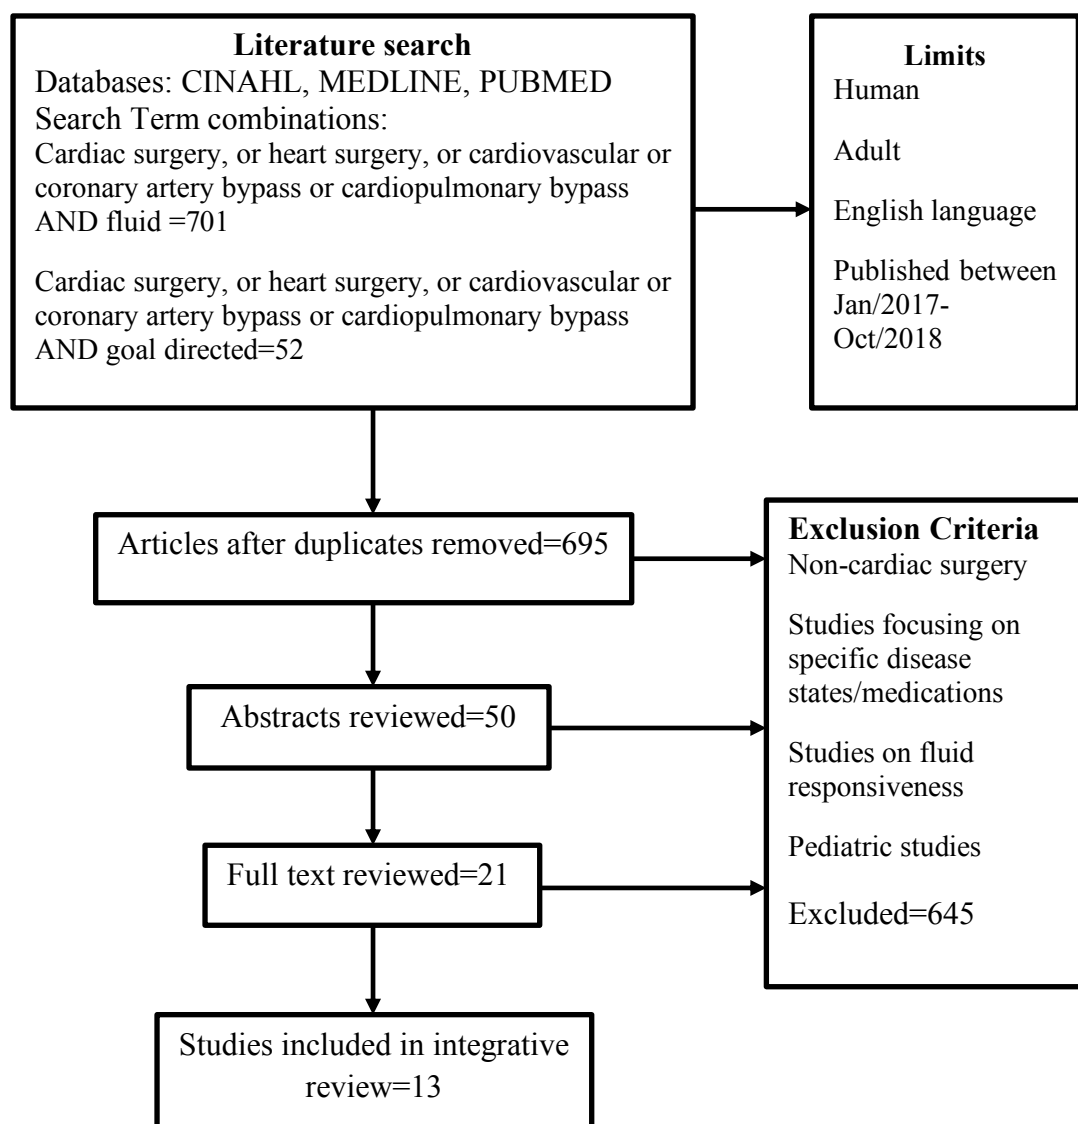 Literature search
Databases: CINAHL, MEDLINE, PUBMED
Search Term combinations:
Cardiac surgery, or heart surgery, or cardiovascular or
coronary artery bypass or cardiopulmonary bypass
AND fluid =701
Cardiac surgery, or heart surgery, or cardiovascular or
coronary artery bypass or cardiopulmonary bypass
AND goal directed=52
Limits
Human
Adult
English language
Published between
Jan/2017-
Oct/2018
Articles after duplicates removed=695
Abstracts reviewed=50
Full text reviewed=21
Studies included in integrative
review=13
Exclusion Criteria
Non-cardiac surgery
Studies focusing on
specific disease
states/medications
Studies on fluid
responsiveness
Pediatric studies
Excluded=645